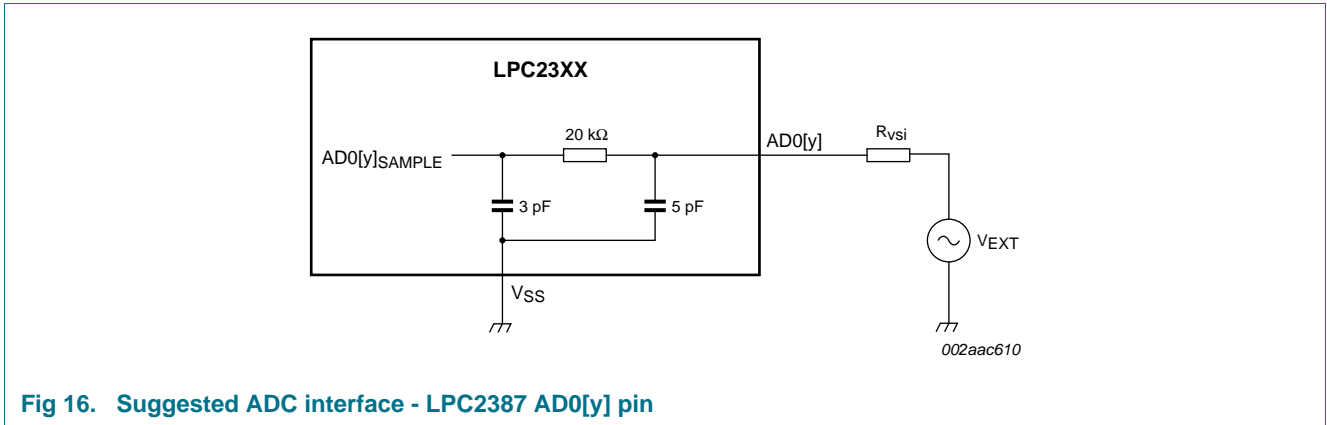 LPC23XX
AD0[y]SAMPLE
20 kΩ
AD0[y]
Rvsi
3 pF
5 pF
VEXT
VSS
002aac610
Fig 16. Suggested ADC interface - LPC2387 AD0[y] pin